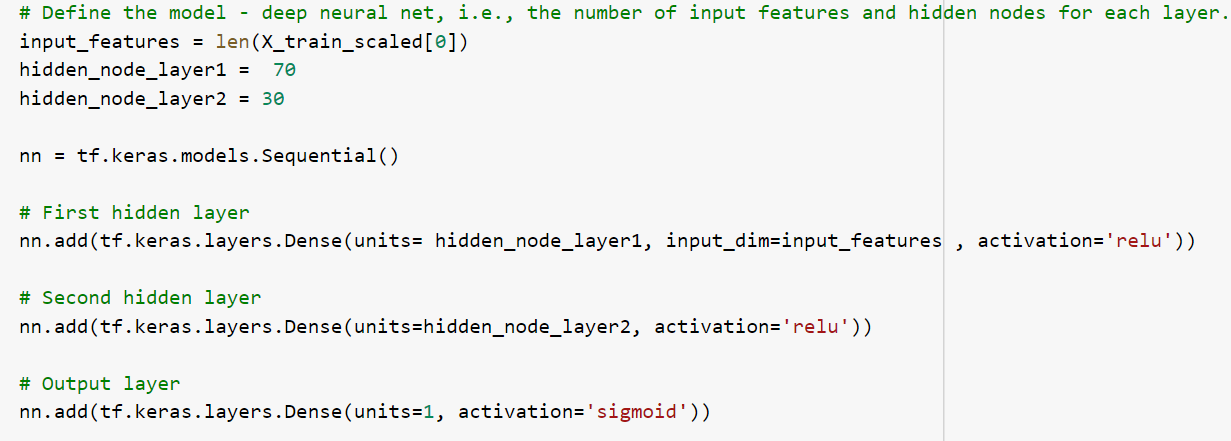 # Define the model - deep neural net, i.e., the number of input features and hidden nodes for each layer.
input_features = len(X_train_scaled[0])
hidden_node_layer1 =  70
hidden_node_layer2 = 30
nn = tf.keras.models.Sequential()
# First hidden layer
nn.add(tf.keras.layers.Dense(units= hidden_node_layer1, input_dim=input_features , activation='relu'))
# Second hidden layer
nn.add(tf.keras.layers.Dense(units=hidden_node_layer2, activation='relu'))
# Output layer
nn.add(tf.keras.layers.Dense(units=1, activation='sigmoid'))